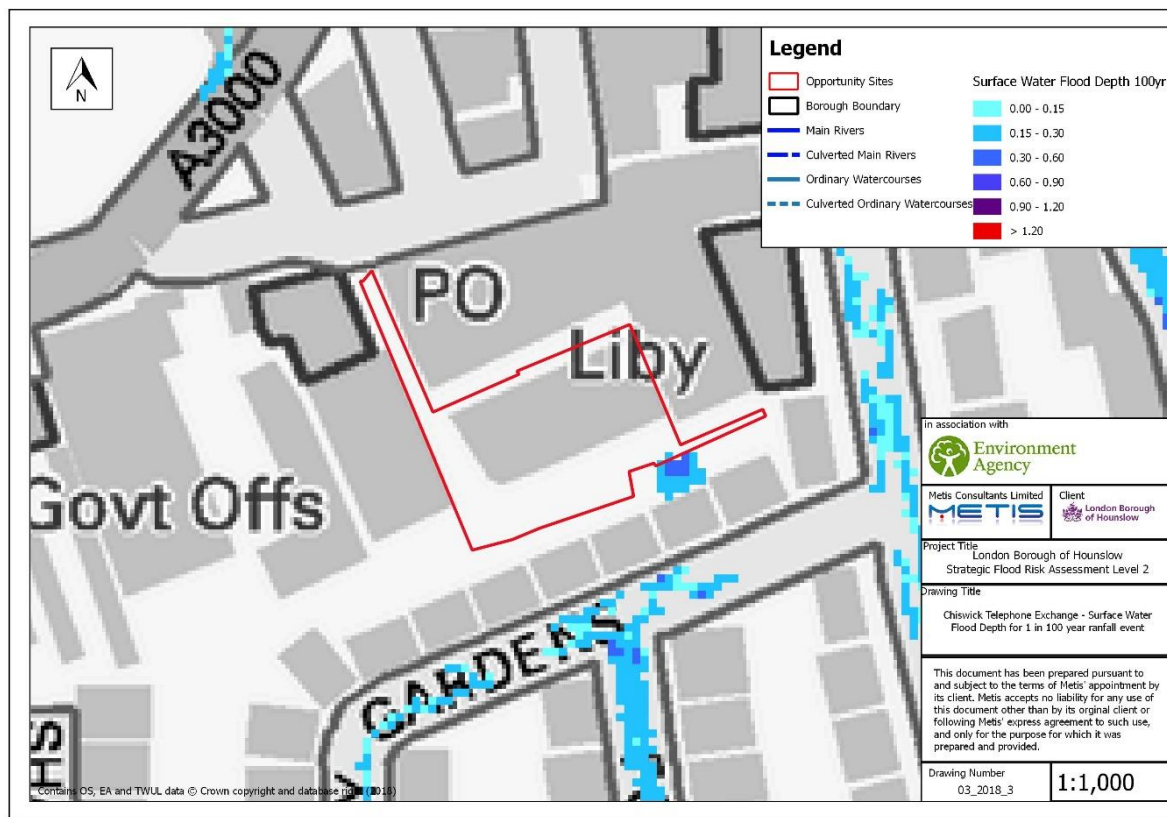 N
A3000
PO
Liby
Govt Offs
GARDENS
Legend
Opportunity Sites
Borough Boundary
Main Rivers
Culverted Main Rivers
Ordinary Watercourses
Culverted Ordinary Watercourses
Surface Water Flood Depth 100yr
0.00 - 0.15
0.15 - 0.30
0.30 - 0.60
0.60 - 0.90
0.90 - 1.20
> 1.20
in association with
Environment
Agency
Metis Consultants Limited
METIS
Client
London Borough
of Hounslow
Project Title
London Borough of Hounslow
Strategic Flood Risk Assessment Level 2
Drawing Title
Chiswick Telephone Exchange - Surface Water
Flood Depth for 1 in 100 year ranfall event
This document has been prepared pursuant to
and subject to the terms of Metis' appointment by
its client. Metis accepts no liability for any use of
this document other than by its orginal client or
following Metis' express agreement to such use,
and only for the purpose for which it was
prepared and provided.
Drawing Number
03_2018_3
1:1,000
Contains OS, EA and TWUL data © Crown copyright and database right (2018)